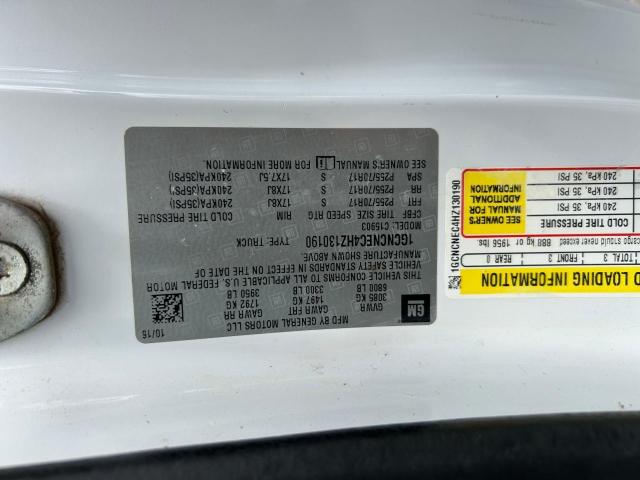 GM
MFD BY GENERAL MOTORS LLC
10/16
GVWR GAWR FRT GAWR RR
3085 KG 1497 KG 1792 KG
6800 LB 3300 LB 3950 LB
THIS VEHICLE CONFORMS TO ALL APPLICABLE U.S. FEDERAL MOTOR
VEHICLE SAFETY STANDARDS IN EFFECT ON THE DATE OF
MANUFACTURE SHOWN ABOVE.
1GCNCNEC4HZ130190 TYPE: TRUCK
MODEL: C15903
TIRE SIZE SPEED RTG RIM COLD TIRE PRESSURE
FRT P255/70R17 S 17X8J 240KPA(35PSI)
RR P255/70R17 S 17X8J 240KPA(35PSI)
SPA P255/70R17 S 17X7.5J 240KPA(35PSI)
SEE OWNER'S MANUAL FOR MORE INFORMATION
D LOADING INFORMATION
TOTAL 3 FRONT 3 REAR 0
cargo should never exceed 888 kg or 1956 lbs.
COLD TIRE PRESSURE
240 kPa, 35 PSI
240 kPa, 35 PSI
240 kPa, 35 PSI
SEE OWNER'S
MANUAL FOR
ADDITIONAL
INFORMATION
1GCNCNEC4HZ130190